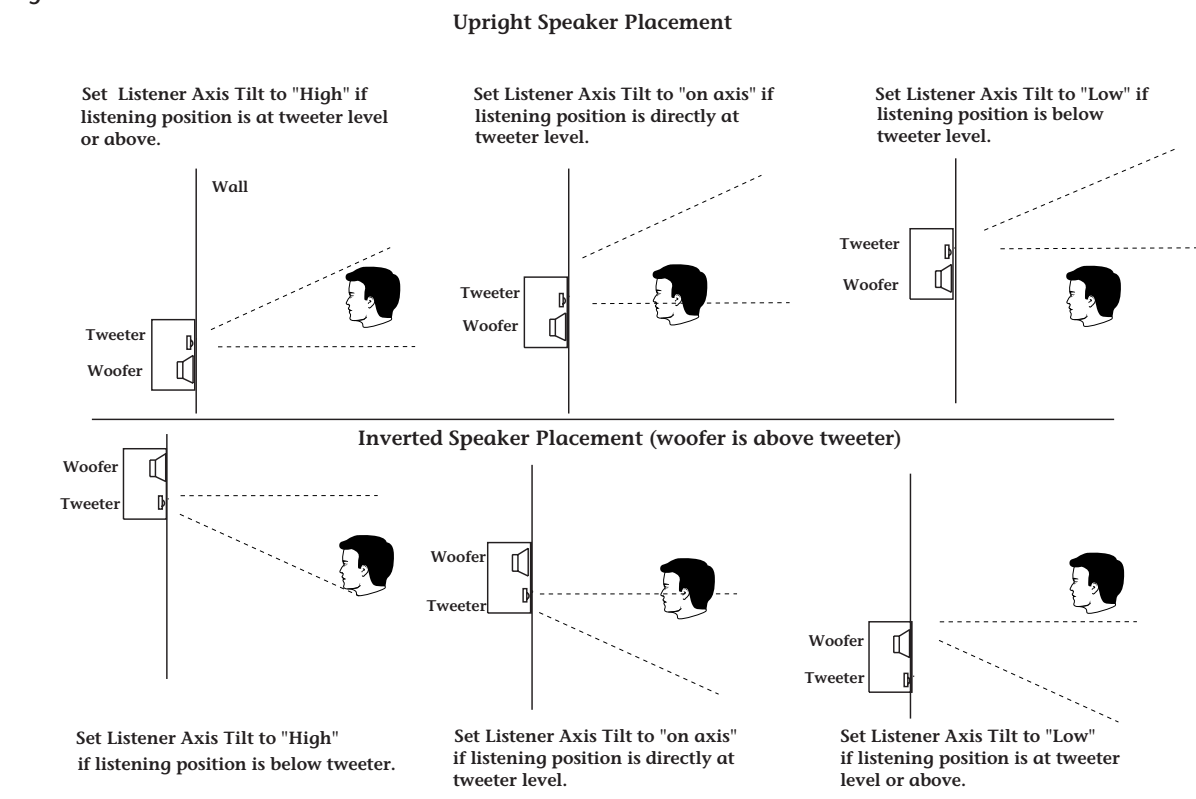 Upright Speaker Placement
Set Listener Axis Tilt to "High" if
listening position is at tweeter level
or above.
Set Listener Axis Tilt to "on axis" if
listening position is directly at
tweeter level.
Set Listener Axis Tilt to "Low" if
listening position is below
tweeter level.
Wall
Tweeter
Woofer
Tweeter
Woofer
Tweeter
Woofer
Inverted Speaker Placement (woofer is above tweeter)
Woofer
Tweeter
Woofer
Tweeter
Woofer
Tweeter
Set Listener Axis Tilt to "High"
if listening position is below tweeter.
Set Listener Axis Tilt to "on axis"
if listening position is directly at
tweeter level.
Set Listener Axis Tilt to "Low"
if listening position is at tweeter
level or above.